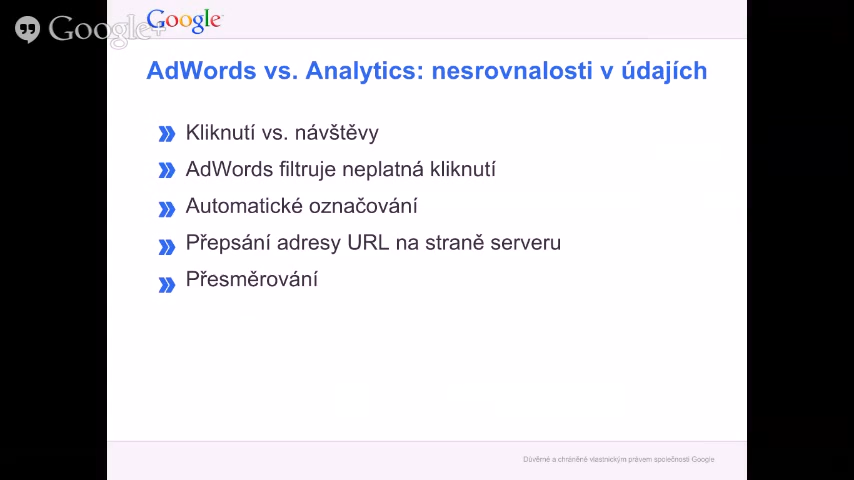 Google+
Google
AdWords vs. Analytics: nesrovnalosti v údajích
Kliknutí vs. návštěvy
AdWords filtruje neplatná kliknutí
Automatické označování
Přepsání adresy URL na straně serveru
Přesměrování
Důvěrné a chráněné vlastnickým právem společnosti Google